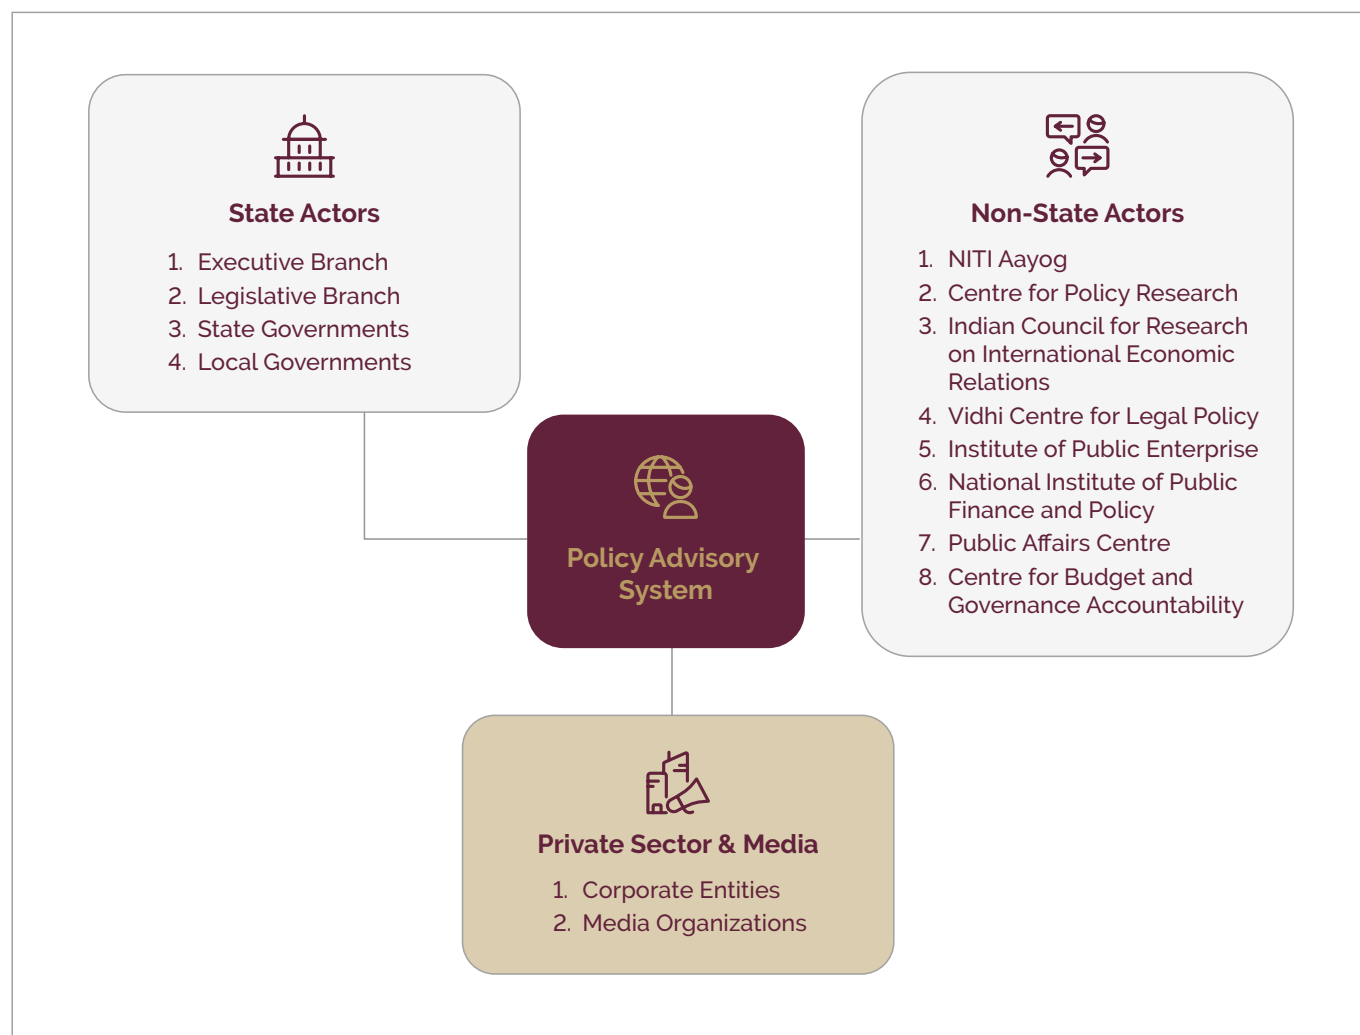 State Actors
1. Executive Branch
2. Legislative Branch
3. State Governments
4. Local Governments
Non-State Actors
1. NITI Aayog
2. Centre for Policy Research
3. Indian Council for Research
on International Economic
Relations
4. Vidhi Centre for Legal Policy
5. Institute of Public Enterprise
6. National Institute of Public
Finance and Policy
7. Public Affairs Centre
8. Centre for Budget and
Governance Accountability
Policy Advisory
System
Private Sector & Media
1. Corporate Entities
2. Media Organizations